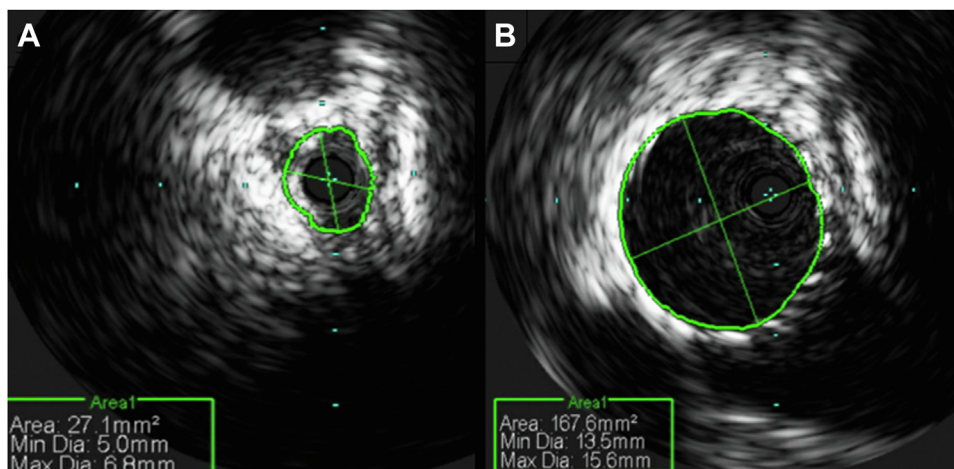 A
B
Area1
Area: 27.1mm²
Min Dia: 5.0mm
Max Dia: 6.8mm
Area1
Area: 167.6mm²
Min Dia: 13.5mm
Max Dia: 15.6mm